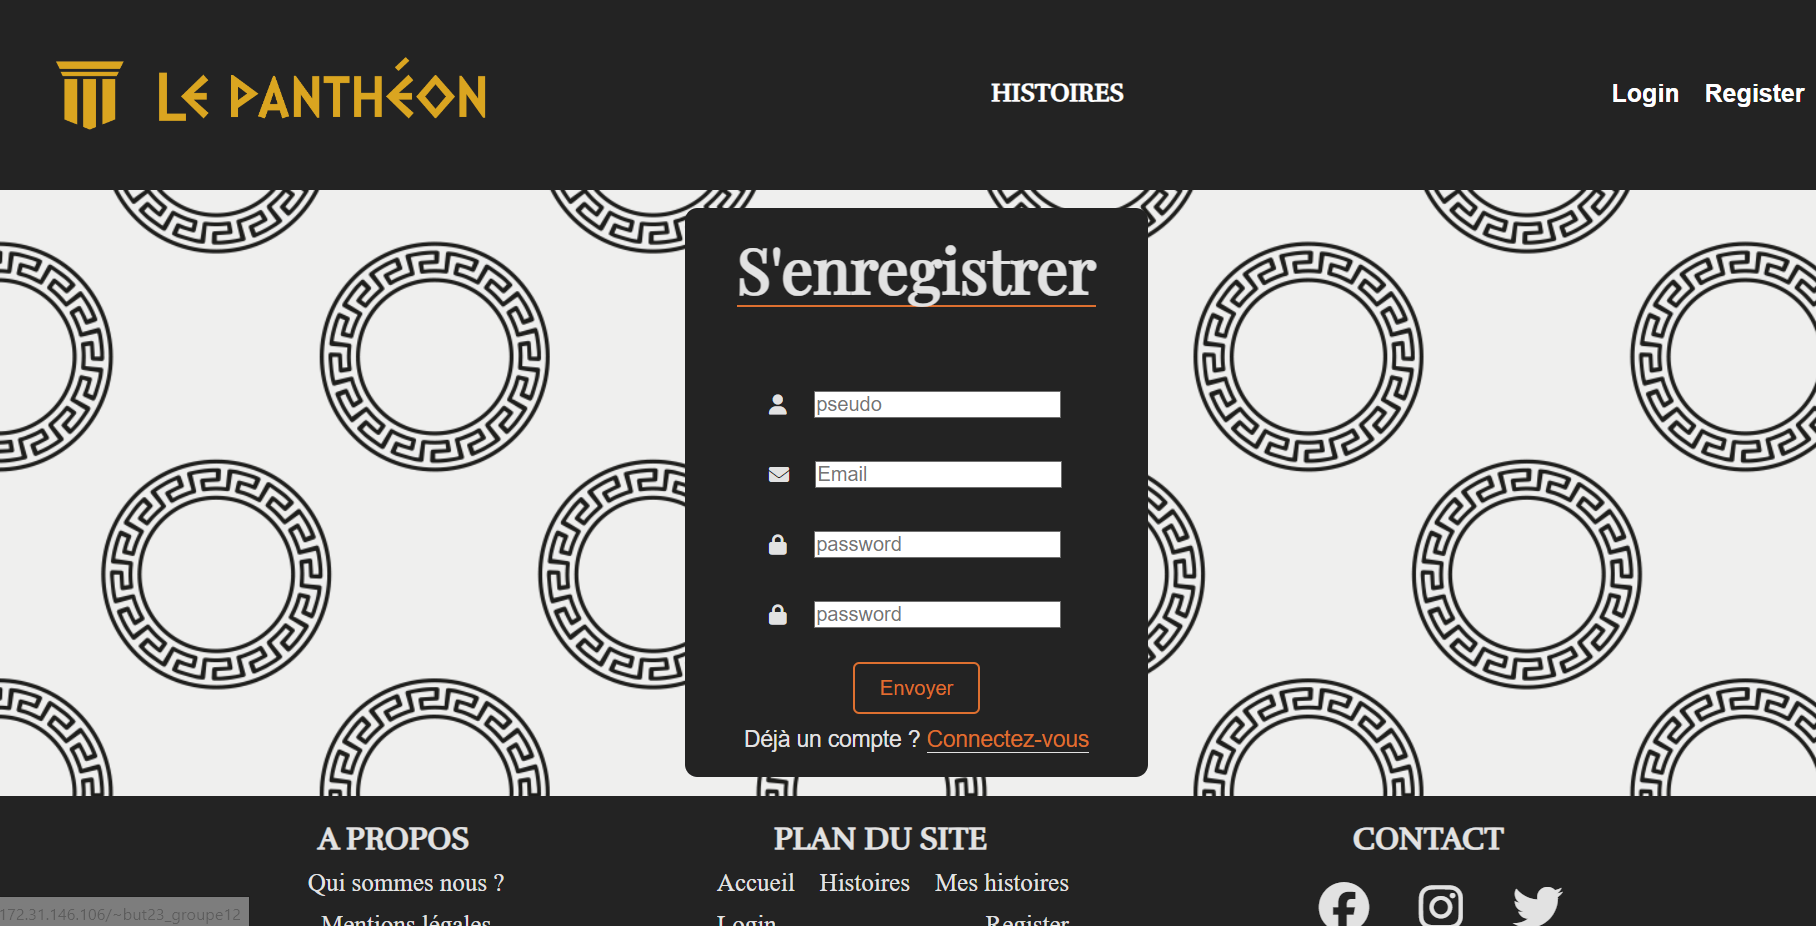 LE PANTHÉON
HISTOIRES
Login Register
S'enregistrer
pseudo
Email
password
password
Envoyer
Déjà un compte ? Connectez-vous
A PROPOS
Qui sommes nous ?
Mentions légales
PLAN DU SITE
Accueil Histoires Mes histoires
Login Register
CONTACT
172.31.146.106/~but23_groupe12